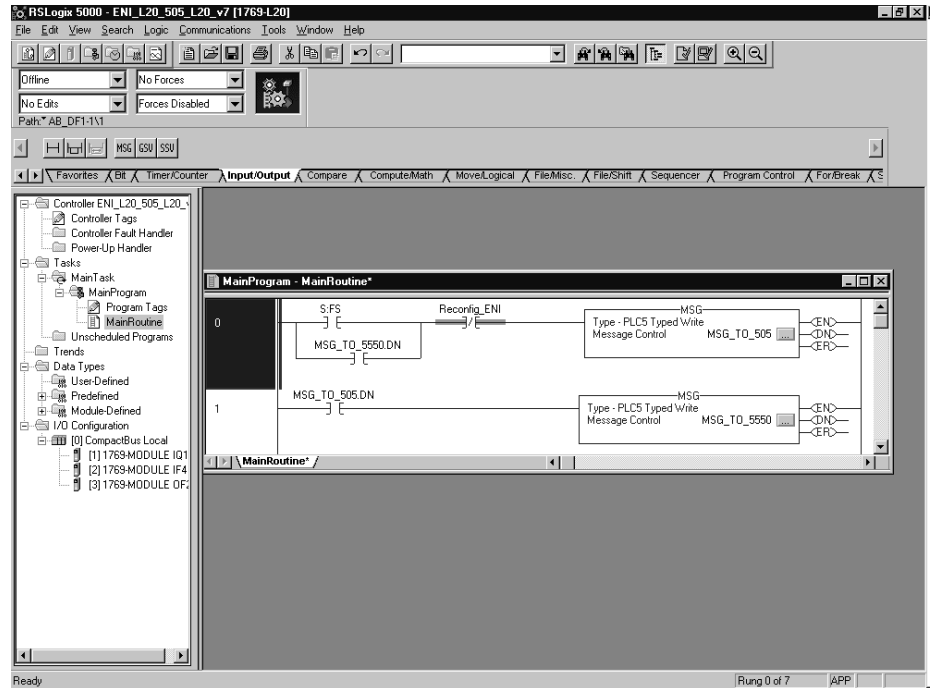 RSLogix 5000 - ENI_L20_505_L20_v7 [1769-L20]
File Edit View Search Logic Communications Tools Window Help
Offline
No Forces
No Edits
Forces Disabled
Path:* AB_DF1-1\1
MSG GSV SSV
Favorites Bit Timer/Counter Input/Output Compare Compute/Math Move/Logical File/Misc. File/Shift Sequencer Program Control For/Break S
Controller ENI_L20_505_L20_v
Controller Tags
Controller Fault Handler
Power-Up Handler
Tasks
MainTask
MainProgram
Program Tags
MainRoutine
Unscheduled Programs
Trends
Data Types
User-Defined
Predefined
Module-Defined
I/O Configuration
[0] CompactBus Local
[1] 1769-MODULE IQ1
[2] 1769-MODULE IF4
[3] 1769-MODULE OF2
MainProgram - MainRoutine*
0
S:FS
Reconfig_ENI
MSG_TO_5550.DN
MSG
Type - PLC5 Typed Write
Message Control MSG_TO_505 ...
EN
DN
ER
1
MSG_TO_505.DN
MSG
Type - PLC5 Typed Write
Message Control MSG_TO_5550 ...
EN
DN
ER
MainRoutine*
Ready
Rung 0 of 7
APP